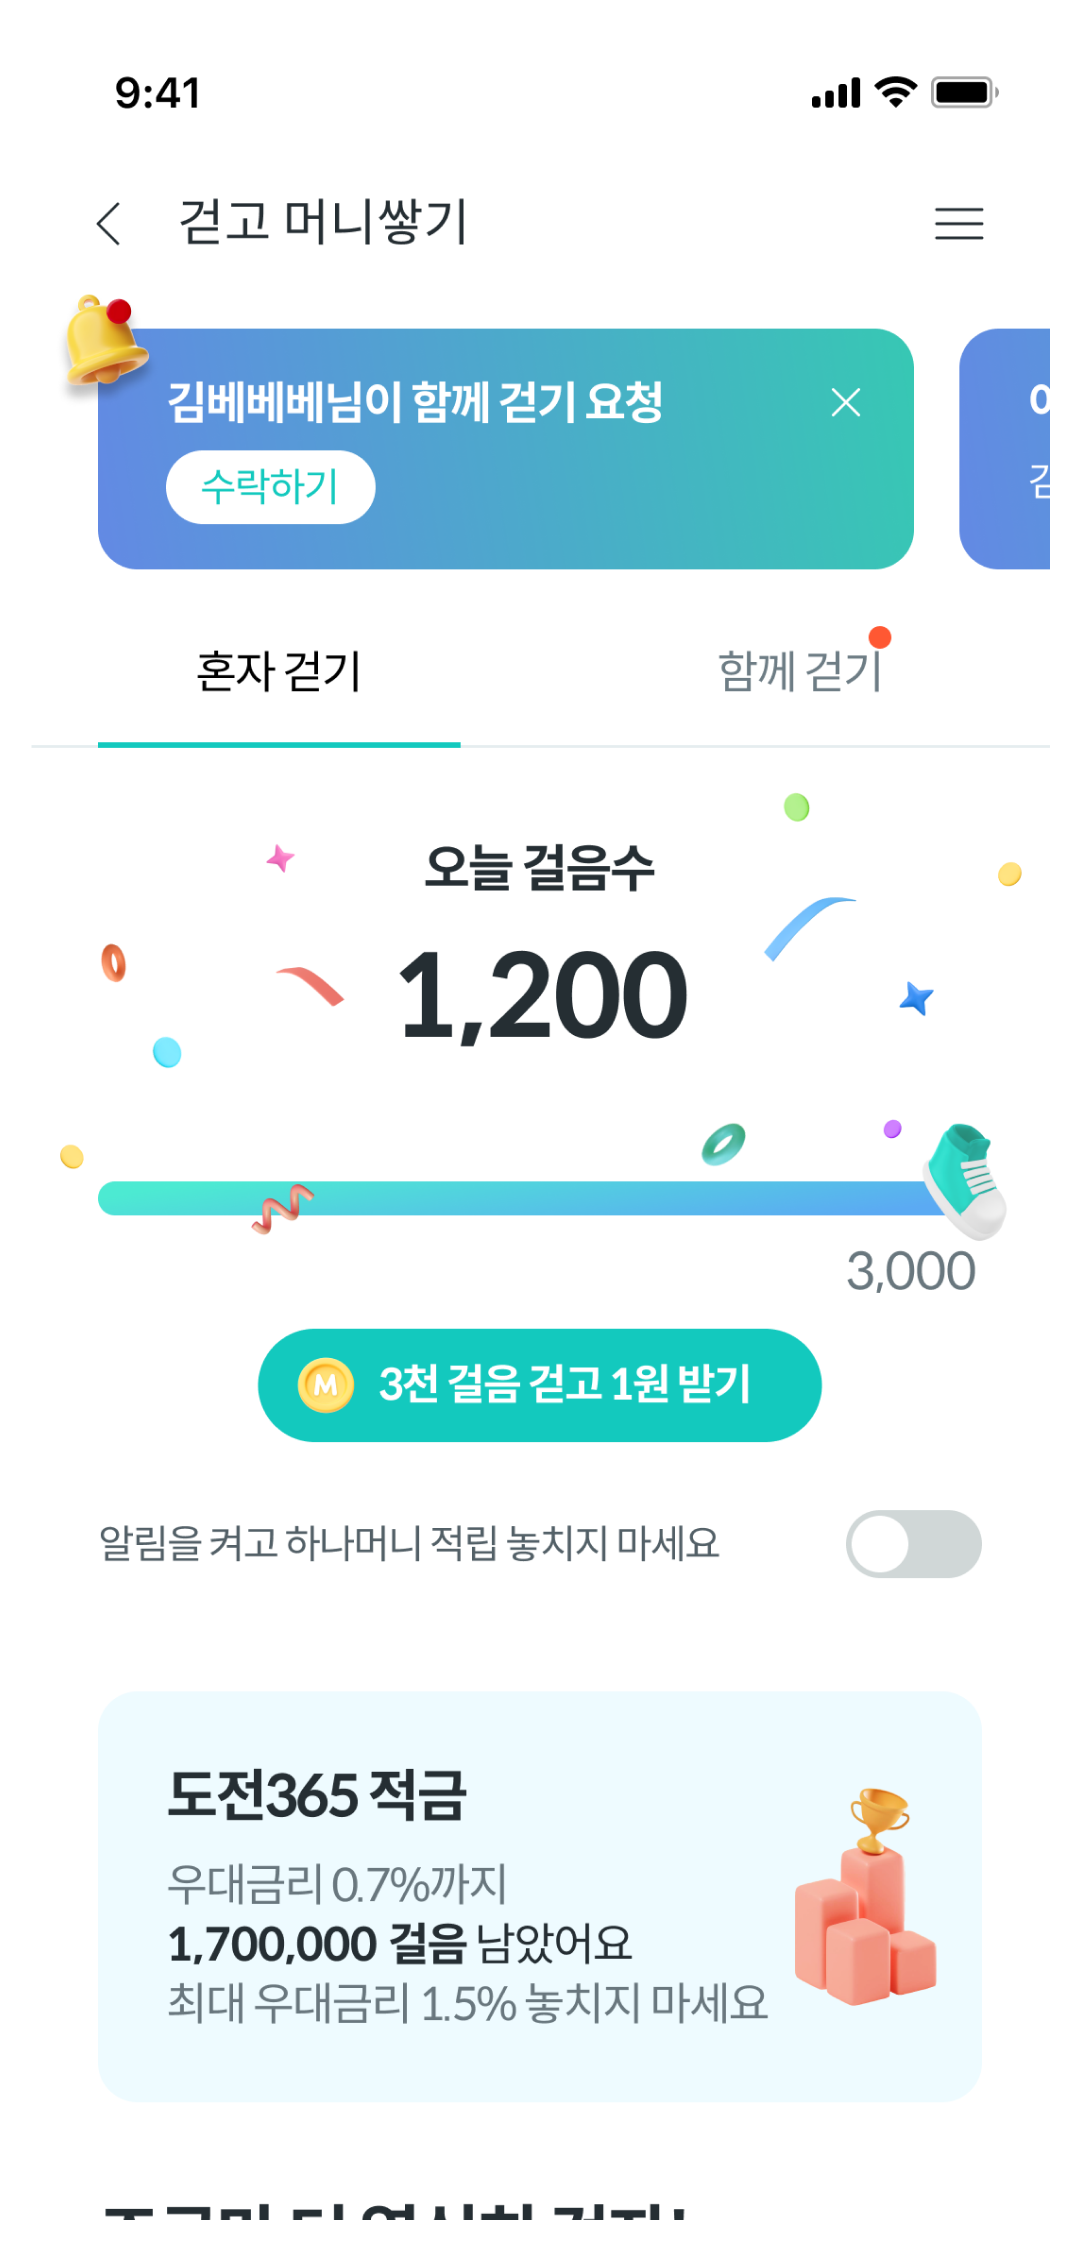 9:41
걷고 머니쌓기
김베베베님이 함께 걷기 요청
수락하기
혼자 걷기
함께 걷기
오늘 걸음수
1,200
3,000
M 3천 걸음 걷고 1원 받기
알림을 켜고 하나머니 적립 놓치지 마세요
도전365 적금
우대금리 0.7%까지
1,700,000 걸음 남았어요
최대 우대금리 1.5% 놓치지 마세요